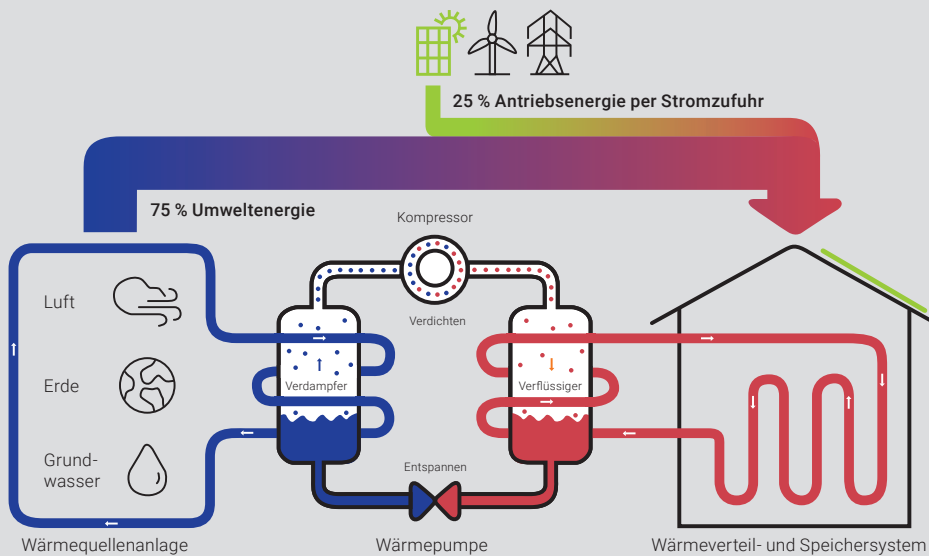 25 % Antriebsenergie per Stromzufuhr
75 % Umweltenergie
Kompressor
Luft
Verdichten
Erde
Verdampfer
Verflüssiger
Grund-
wasser
Entspannen
Wärmequellenanlage
Wärmepumpe
Wärmeverteil- und Speichersystem